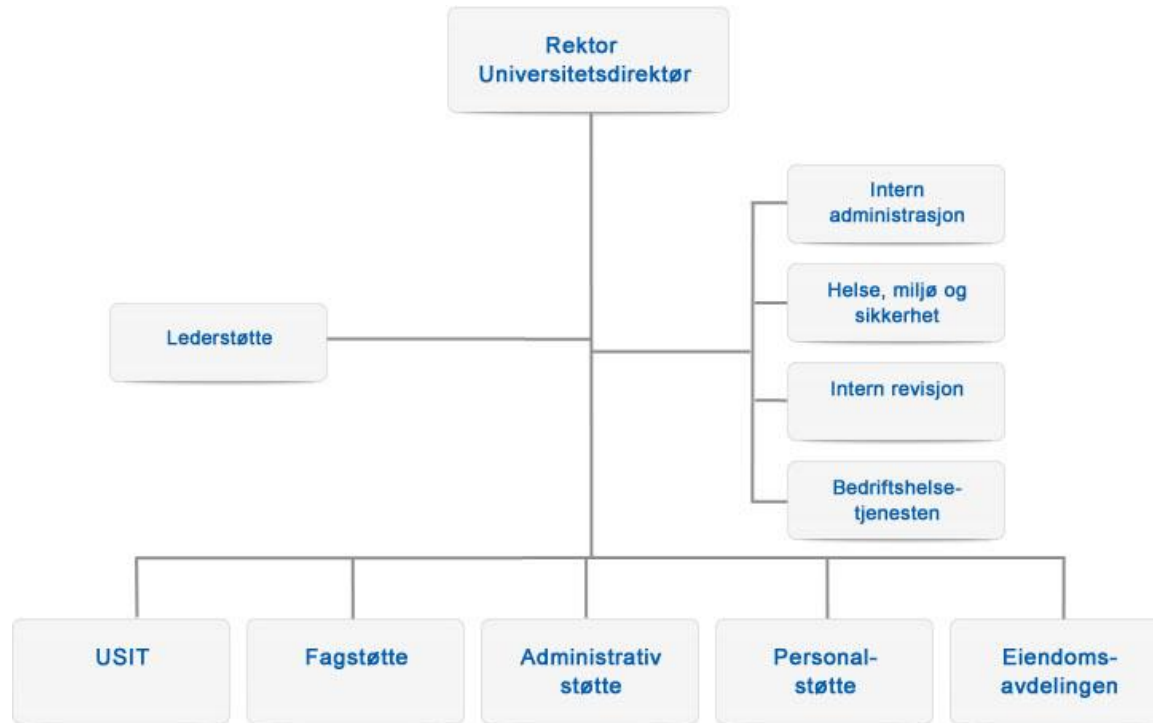 Rektor
Universitetsdirektør
Intern
administrasjon
Helse, miljø og
sikkerhet
Lederstøtte
Intern revisjon
Bedriftshelse-
tjenesten
USIT
Fagstøtte
Administrativ
støtte
Personal-
støtte
Eiendoms-
avdelingen